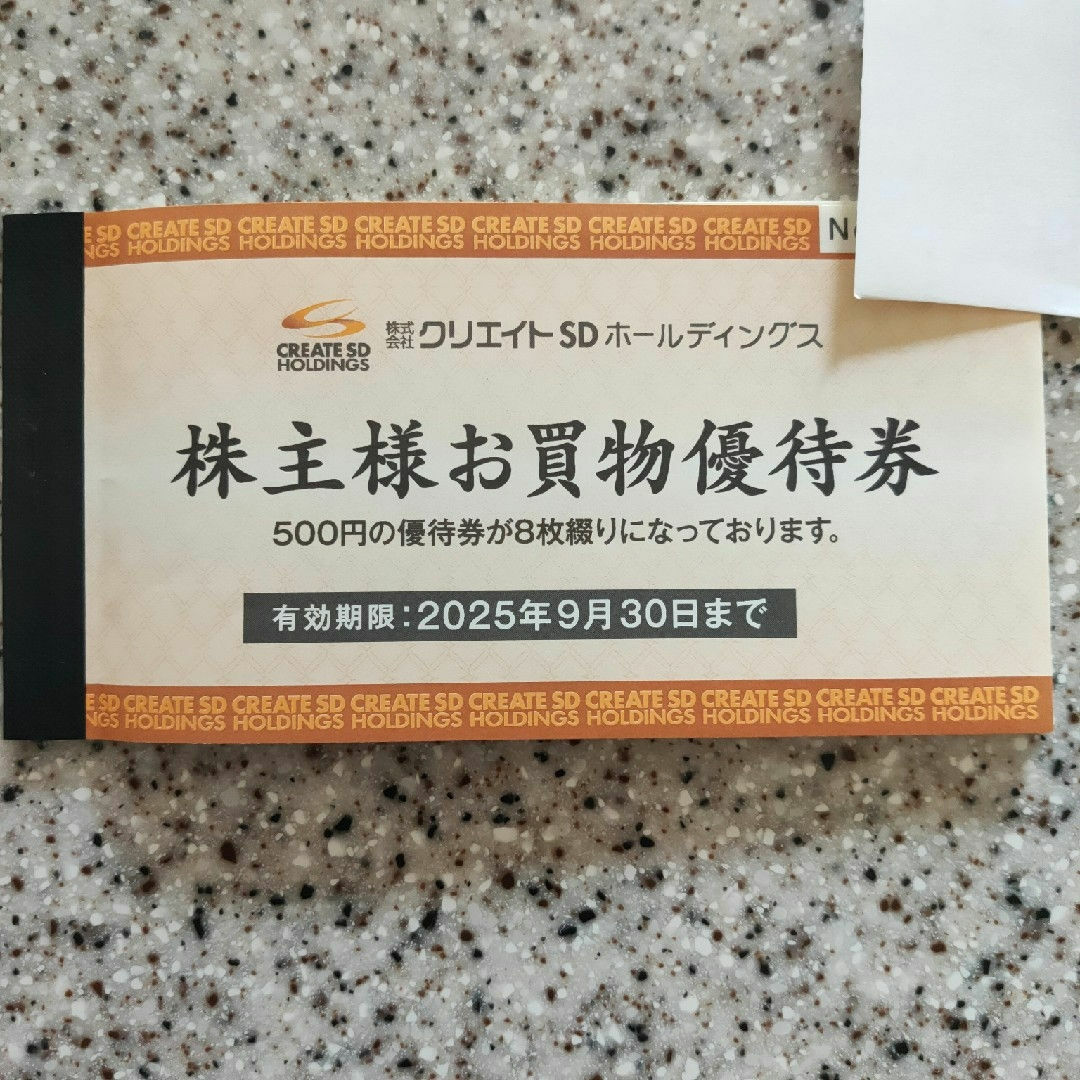 E SD CREATE SD CREATE SD CREATE SD CREATE SD CREATE SD CREATE SD
NGS HOLDINGS HOLDINGS HOLDINGS HOLDINGS HOLDINGS HOLDINGS
CREATE SD
HOLDINGS
株式会社クリエイトSDホールディングス
株主様お買物優待券
500円の優待券が8枚綴りになっております。
有効期限：2025年9月30日まで
E SD CREATE SD CREATE SD CREATE SD CREATE SD CREATE SD CREATE SD CREATE SD CREATE SD
NGS HOLDINGS HOLDINGS HOLDINGS HOLDINGS HOLDINGS HOLDINGS HOLDINGS HOLDINGS